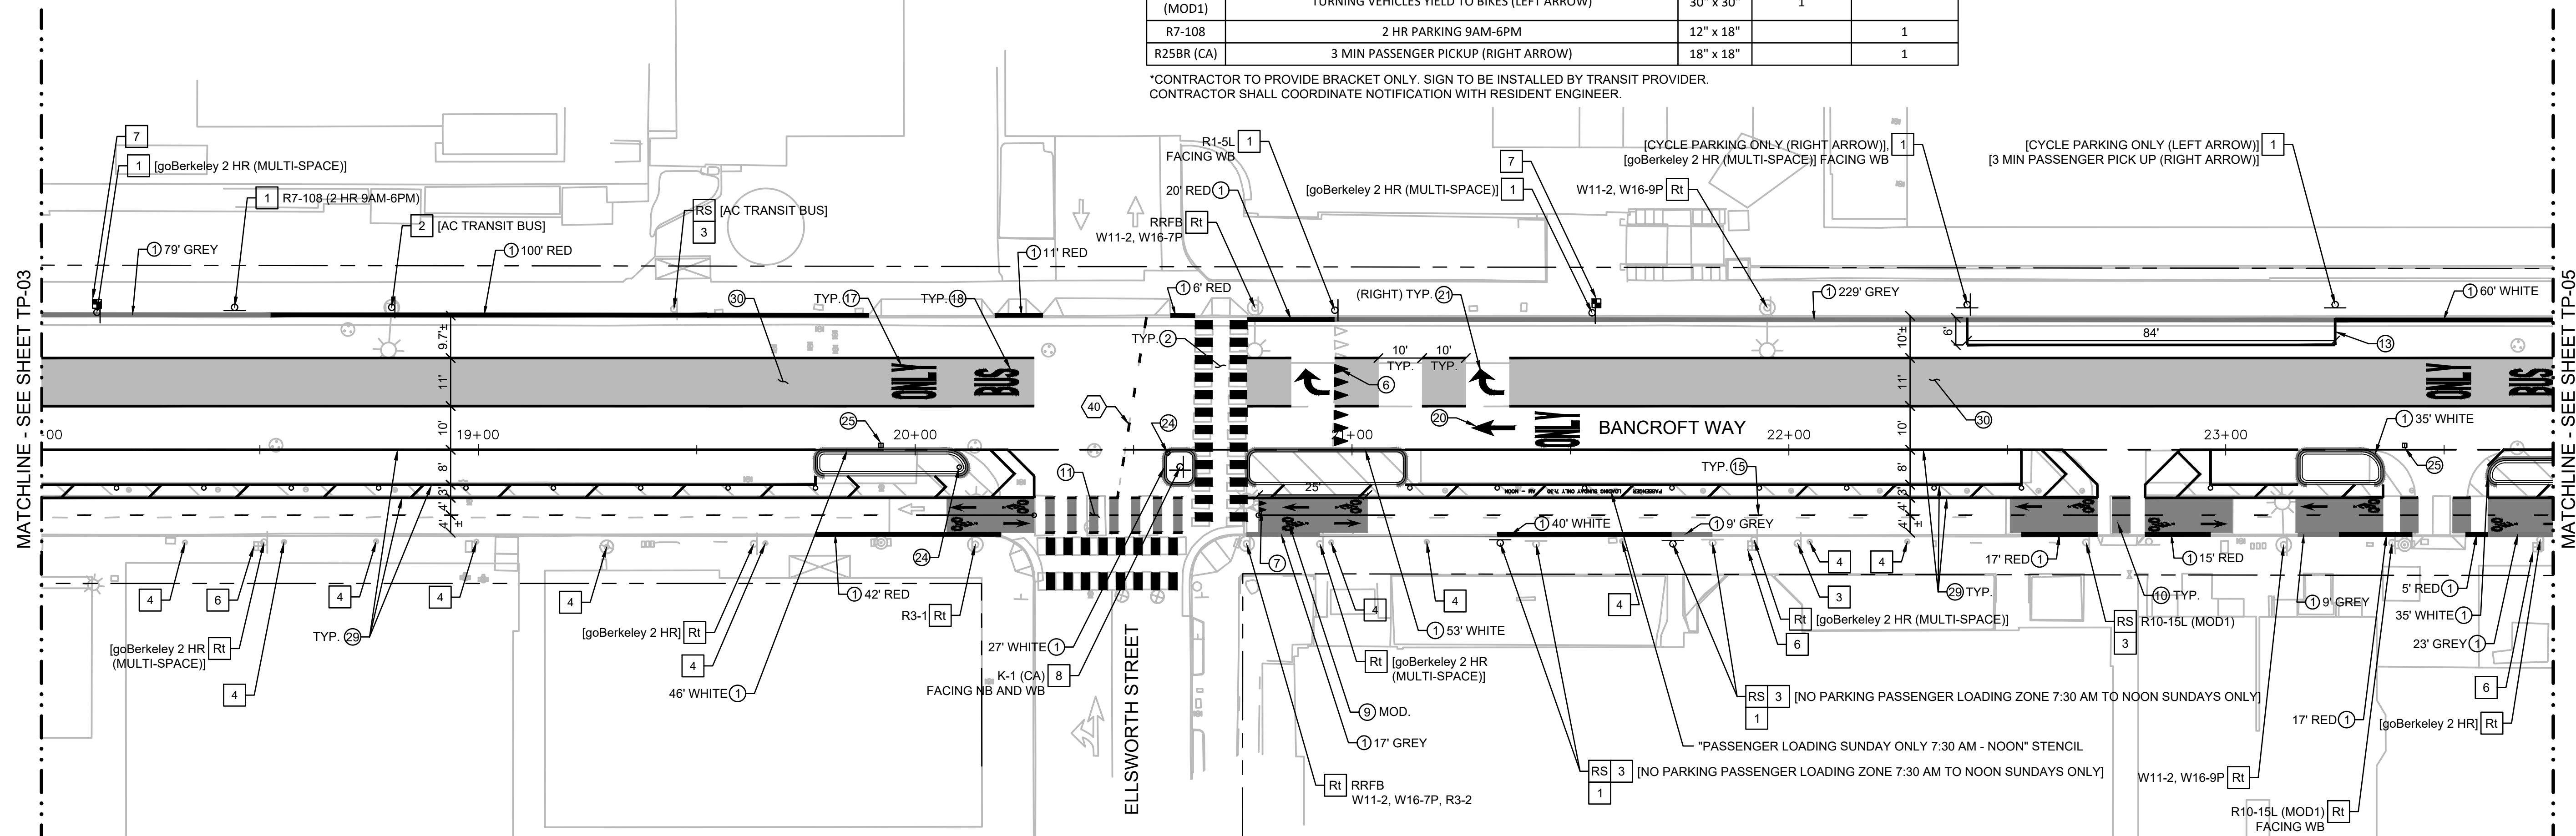 (MOD1) TURNING VEHICLES YIELD TO BIKES (LEFT ARROW) 30" x 30" 1
R7-108 2 HR PARKING 9AM-6PM 12" x 18" 1
R25BR (CA) 3 MIN PASSENGER PICKUP (RIGHT ARROW) 18" x 18" 1
*CONTRACTOR TO PROVIDE BRACKET ONLY. SIGN TO BE INSTALLED BY TRANSIT PROVIDER.
CONTRACTOR SHALL COORDINATE NOTIFICATION WITH RESIDENT ENGINEER.
MATCHLINE - SEE SHEET TP-03
7
1 [goBerkeley 2 HR (MULTI-SPACE)]
1 R7-108 (2 HR 9AM-6PM)
2 [AC TRANSIT BUS]
RS [AC TRANSIT BUS]
3
1 79' GREY
1 100' RED
1 11' RED
1 6' RED
R1-5L 1
FACING WB
20' RED 1
RRFB Rt
W11-2, W16-7P
7
[goBerkeley 2 HR (MULTI-SPACE)] 1
W11-2, W16-9P Rt
[CYCLE PARKING ONLY (RIGHT ARROW)], 1
[goBerkeley 2 HR (MULTI-SPACE)] FACING WB
[CYCLE PARKING ONLY (LEFT ARROW)] 1
[3 MIN PASSENGER PICK UP (RIGHT ARROW)]
30
TYP. 17
TYP. 18
(RIGHT) TYP. 21
1 229' GREY
1 60' WHITE
TYP. 2
9.7'±
10'±
6'
84'
13
10'
TYP.
10'
TYP.
6
11'
ONLY
BUS
11'
30
ONLY
BUS
40
24
25
20
ONLY
BANCROFT WAY
10'
10'
1 35' WHITE
25
00
19+00
20+00
21+00
22+00
23+00
8'
3'
4'
4'
±
11
24
25'
TYP. 15
PASSENGER LOADING SUNDAY ONLY 7:30 AM - NOON
8'
3'
4'
4'
±
7
1 40' WHITE
1 9' GREY
4
6
4
4
4
1 42' RED
R3-1 Rt
TYP. 29
[goBerkeley 2 HR Rt
(MULTI-SPACE)]
4
[goBerkeley 2 HR] Rt
4
46' WHITE 1
27' WHITE 1
K-1 (CA) 8
FACING NB AND WB
ELLSWORTH STREET
4
4
4
1 53' WHITE
Rt [goBerkeley 2 HR
(MULTI-SPACE)]
9 MOD.
1 17' GREY
Rt RRFB
W11-2, W16-7P, R3-2
4
4
3
Rt [goBerkeley 2 HR (MULTI-SPACE)]
6
RS 3 [NO PARKING PASSENGER LOADING ZONE 7:30 AM TO NOON SUNDAYS ONLY]
1
"PASSENGER LOADING SUNDAY ONLY 7:30 AM - NOON" STENCIL
RS 3 [NO PARKING PASSENGER LOADING ZONE 7:30 AM TO NOON SUNDAYS ONLY]
1
17' RED 1
29 TYP.
1 15' RED
10 TYP.
RS R10-15L (MOD1)
3
1 9' GREY
5' RED 1
35' WHITE 1
23' GREY 1
6
17' RED 1
[goBerkeley 2 HR] Rt
W11-2, W16-9P Rt
R10-15L (MOD1) Rt
FACING WB
MATCHLINE - SEE SHEET TP-05